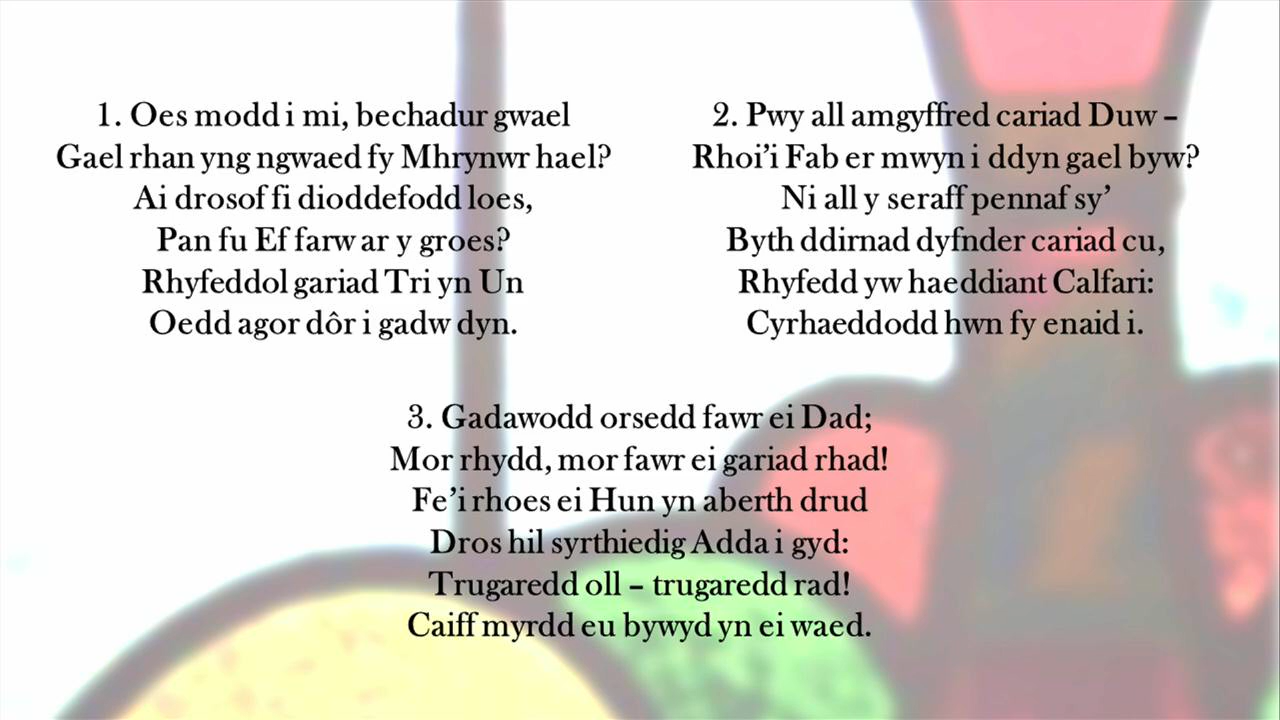 1. Oes modd i mi, bechadur gwael
Gael rhan yng ngwaed fy Mhrynwr hael?
Ai drosof fi dioddefodd loes,
Pan fu Ef farw ar y groes?
Rhyfeddol gariad Tri yn Un
Oedd agor dôr i gadw dyn.
2. Pwy all amgyffred cariad Duw –
Rhoi’i Fab er mwyn i ddyn gael byw?
Ni all y seraff pennaf sy’
Byth ddirnad dyfnder cariad cu,
Rhyfedd yw haeddiant Calfari:
Cyrhaeddodd hwn fy enaid i.
3. Gadawodd orsedd fawr ei Dad;
Mor rhydd, mor fawr ei gariad rhad!
Fe’i rhoes ei Hun yn aberth drud
Dros hil syrthiedig Adda i gyd:
Trugaredd oll – trugaredd rad!
Caiff myrdd eu bywyd yn ei waed.